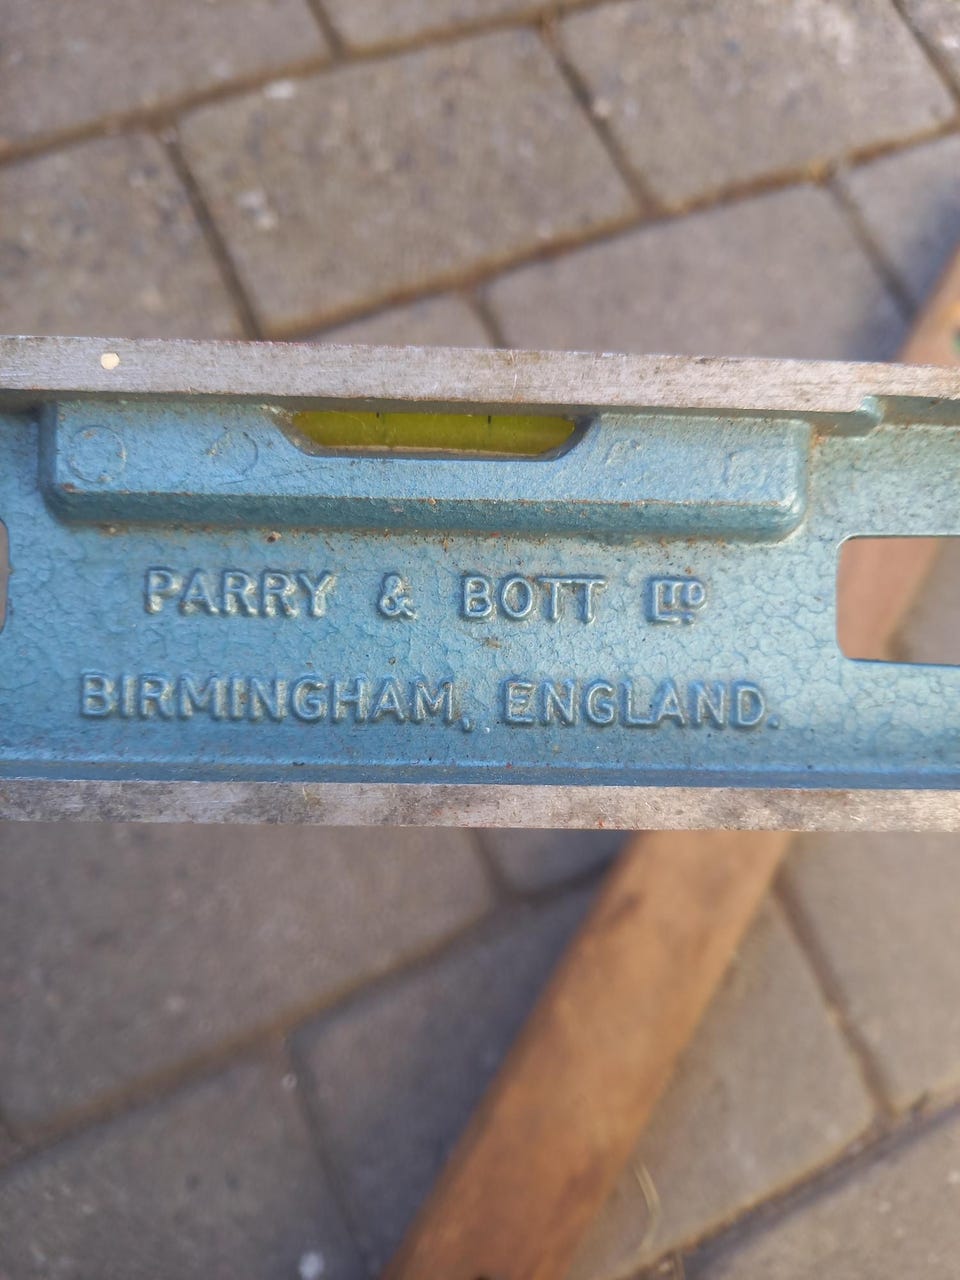 PARRY & BOTT LTD
BIRMINGHAM, ENGLAND.